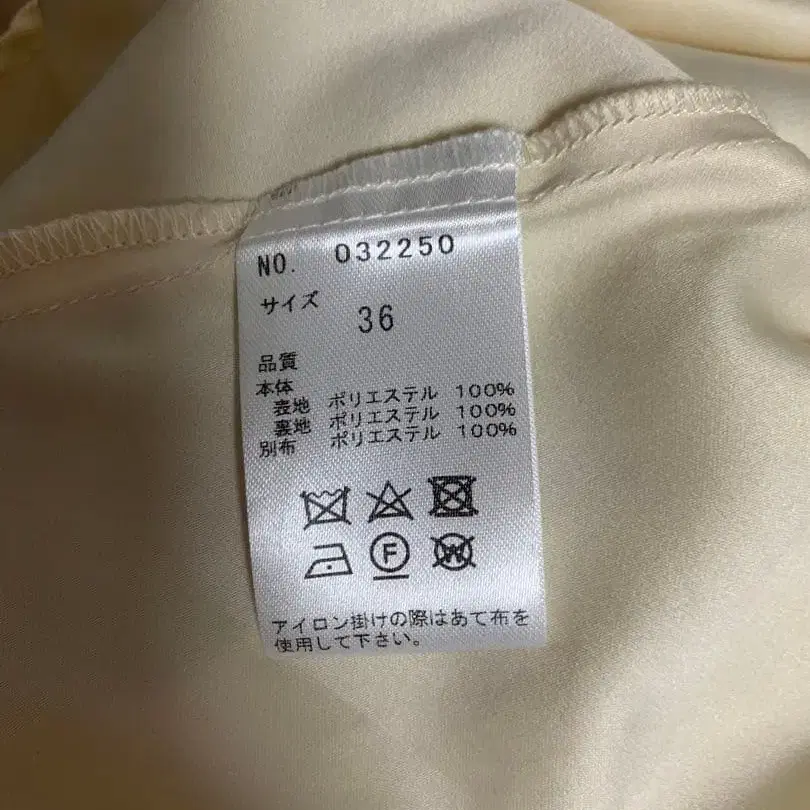 NO. 032250
サイズ
36
品質
本体
表地 ポリエステル 100%
裏地 ポリエステル 100%
別布 ポリエステル 100%
F W
アイロン掛けの際はあて布を
使用して下さい。